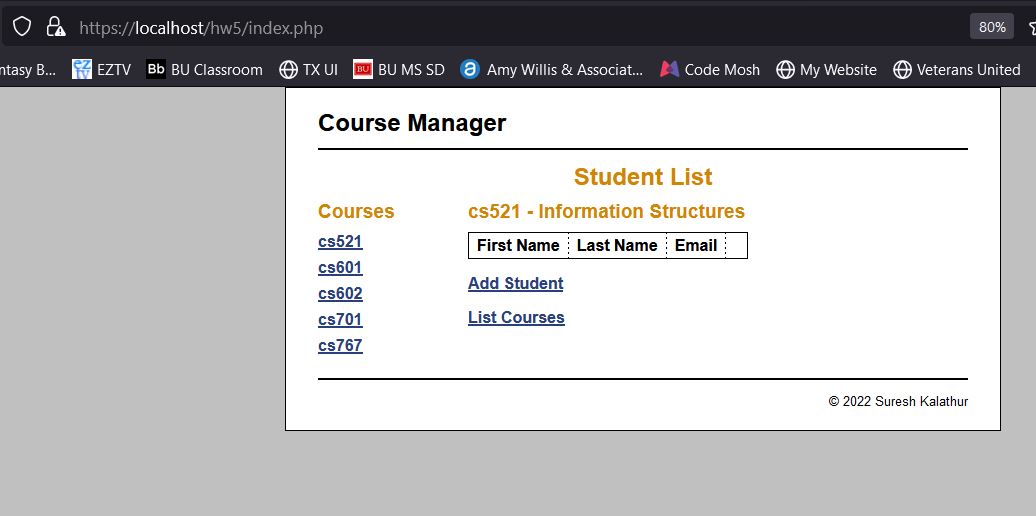 https://localhost/hw5/index.php 80%
ntasy B... EZTV Bb BU Classroom TX UI BU BU MS SD a Amy Willis & Associat... Code Mosh My Website Veterans United
Course Manager
Student List
Courses
cs521 - Information Structures
cs521
First Name Last Name Email
cs601
cs602
Add Student
cs701
List Courses
cs767
© 2022 Suresh Kalathur